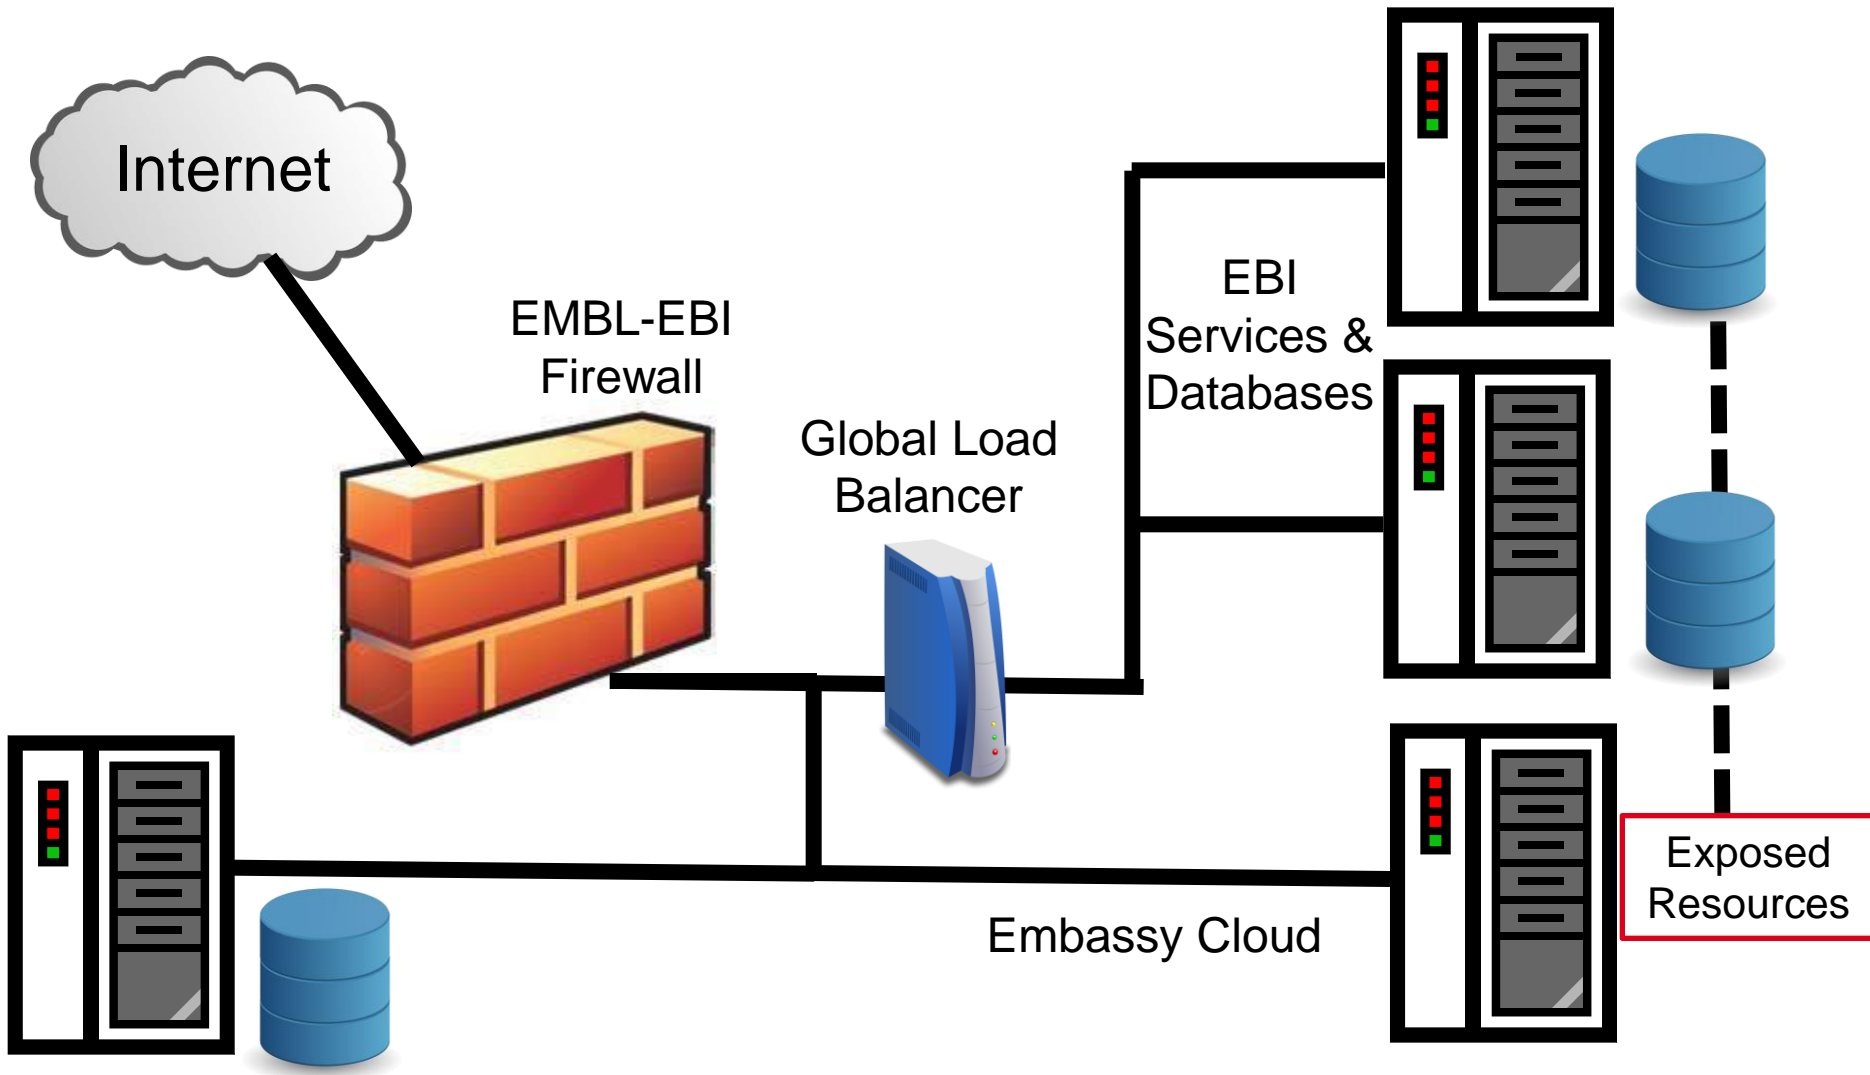 Internet
EMBL-EBI
Firewall
Global Load
Balancer
EBI
Services &
Databases
Embassy Cloud
Exposed
Resources